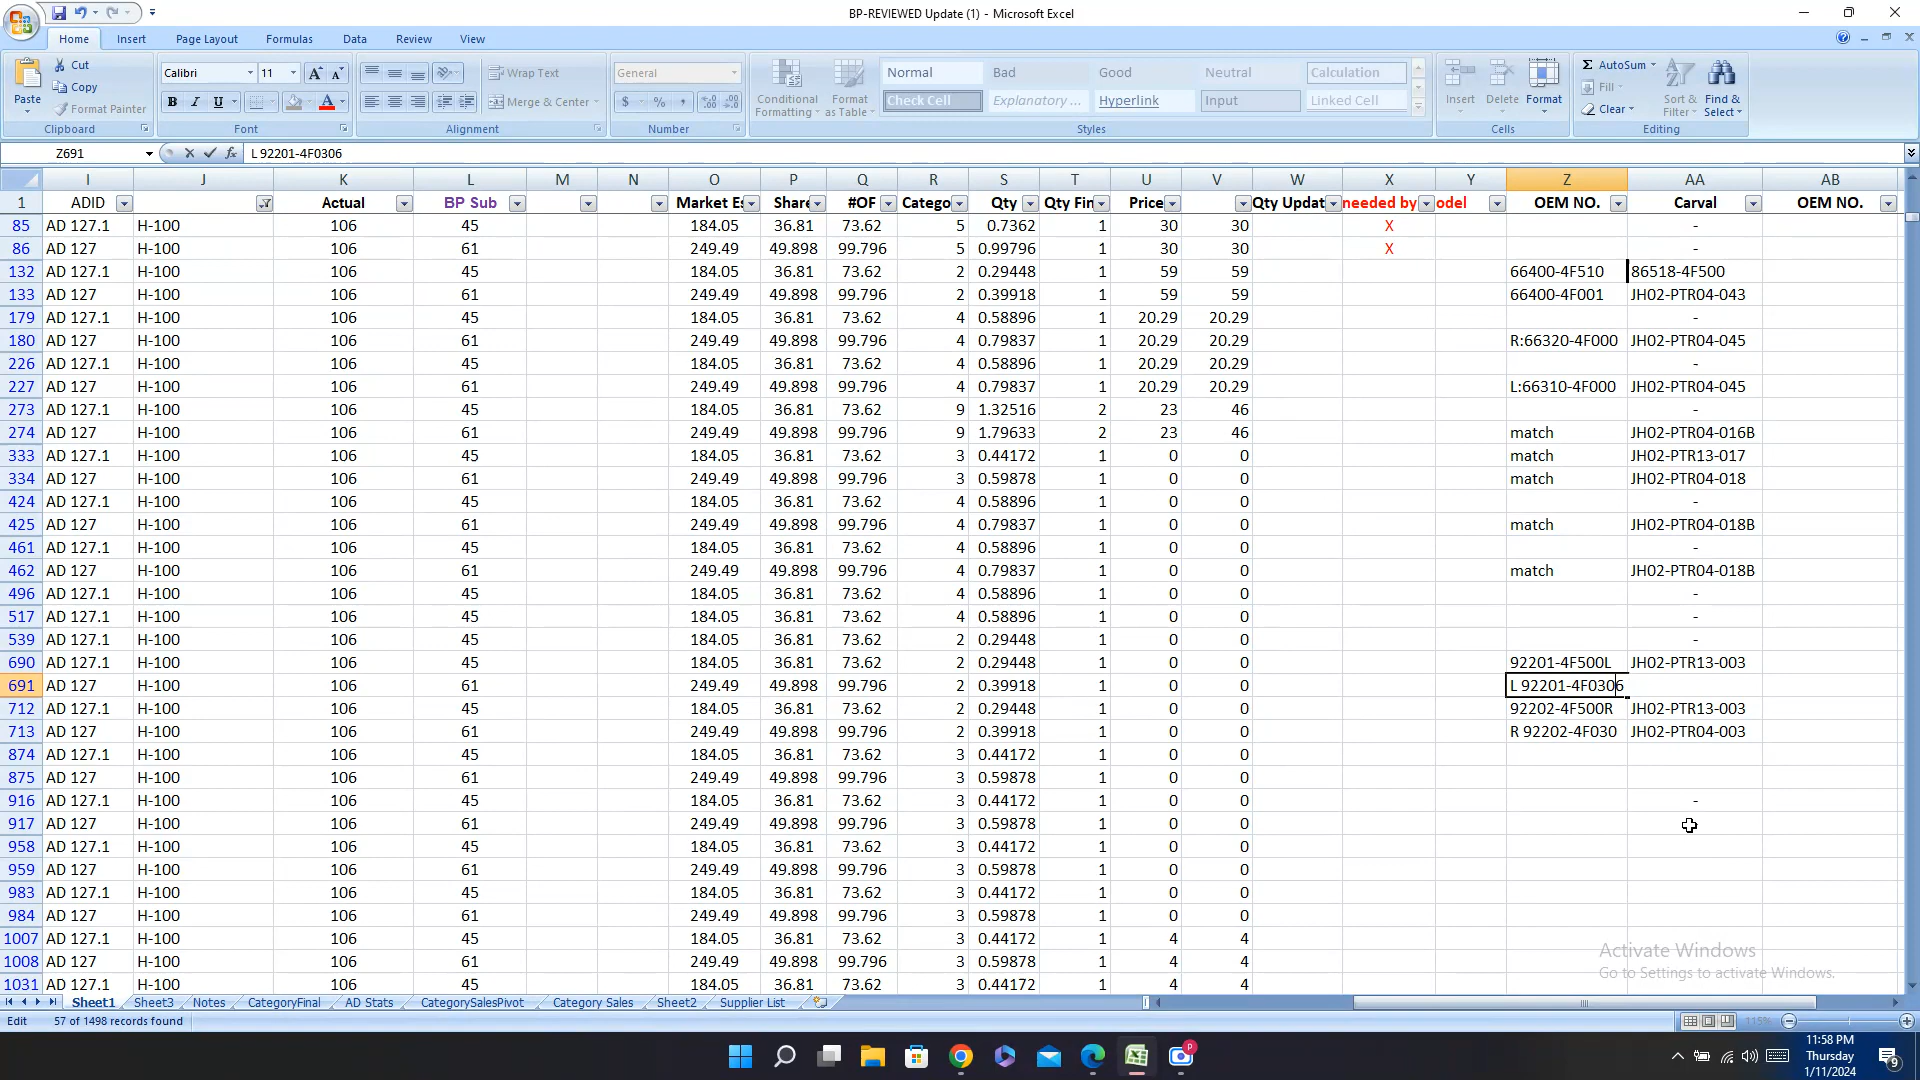 BP-REVIEWED Update (1) - Microsoft Excel
Home Insert Page Layout Formulas Data Review View
Paste Cut Copy Format Painter Clipboard
Calibri 11 Font
Wrap Text Merge & Center Alignment
General $ % , Number
Conditional Formatting Format as Table Normal Bad Good Neutral Calculation
Check Cell Explanatory ... Hyperlink Input Linked Cell Styles
Insert Delete Format Cells
Σ AutoSum Fill Clear Sort & Filter Find & Select Editing
Z691 fx L 92201-4F0306
I J K L M N O P Q R S T U V W X Y Z AA AB
1 ADID Actual BP Sub Market Es Share #OF Catego Qty Qty Fin Price Qty Updat needed by odel OEM NO. Carval OEM NO.
85 AD 127.1 H-100 106 45 184.05 36.81 73.62 5 0.7362 1 30 30 X -
86 AD 127 H-100 106 61 249.49 49.898 99.796 5 0.99796 1 30 30 X -
132 AD 127.1 H-100 106 45 184.05 36.81 73.62 2 0.29448 1 59 59 66400-4F510 86518-4F500
133 AD 127 H-100 106 61 249.49 49.898 99.796 2 0.39918 1 59 59 66400-4F001 JH02-PTR04-043
179 AD 127.1 H-100 106 45 184.05 36.81 73.62 4 0.58896 1 20.29 20.29 -
180 AD 127 H-100 106 61 249.49 49.898 99.796 4 0.79837 1 20.29 20.29 R:66320-4F000 JH02-PTR04-045
226 AD 127.1 H-100 106 45 184.05 36.81 73.62 4 0.58896 1 20.29 20.29 -
227 AD 127 H-100 106 61 249.49 49.898 99.796 4 0.79837 1 20.29 20.29 L:66310-4F000 JH02-PTR04-045
273 AD 127.1 H-100 106 45 184.05 36.81 73.62 9 1.32516 2 23 46 -
274 AD 127 H-100 106 61 249.49 49.898 99.796 9 1.79633 2 23 46 match JH02-PTR04-016B
333 AD 127.1 H-100 106 45 184.05 36.81 73.62 3 0.44172 1 0 0 match JH02-PTR13-017
334 AD 127 H-100 106 61 249.49 49.898 99.796 3 0.59878 1 0 0 match JH02-PTR04-018
424 AD 127.1 H-100 106 45 184.05 36.81 73.62 4 0.58896 1 0 0 -
425 AD 127 H-100 106 61 249.49 49.898 99.796 4 0.79837 1 0 0 match JH02-PTR04-018B
461 AD 127.1 H-100 106 45 184.05 36.81 73.62 4 0.58896 1 0 0 -
462 AD 127 H-100 106 61 249.49 49.898 99.796 4 0.79837 1 0 0 match JH02-PTR04-018B
496 AD 127.1 H-100 106 45 184.05 36.81 73.62 4 0.58896 1 0 0 -
517 AD 127.1 H-100 106 45 184.05 36.81 73.62 4 0.58896 1 0 0 -
539 AD 127.1 H-100 106 45 184.05 36.81 73.62 2 0.29448 1 0 0 -
690 AD 127.1 H-100 106 45 184.05 36.81 73.62 2 0.29448 1 0 0 92201-4F500L JH02-PTR13-003
691 AD 127 H-100 106 61 249.49 49.898 99.796 2 0.39918 1 0 0 L 92201-4F0306
712 AD 127.1 H-100 106 45 184.05 36.81 73.62 2 0.29448 1 0 0 92202-4F500R JH02-PTR13-003
713 AD 127 H-100 106 61 249.49 49.898 99.796 2 0.39918 1 0 0 R 92202-4F030 JH02-PTR04-003
874 AD 127.1 H-100 106 45 184.05 36.81 73.62 3 0.44172 1 0 0
875 AD 127 H-100 106 61 249.49 49.898 99.796 3 0.59878 1 0 0
916 AD 127.1 H-100 106 45 184.05 36.81 73.62 3 0.44172 1 0 0 -
917 AD 127 H-100 106 61 249.49 49.898 99.796 3 0.59878 1 0 0
958 AD 127.1 H-100 106 45 184.05 36.81 73.62 3 0.44172 1 0 0
959 AD 127 H-100 106 61 249.49 49.898 99.796 3 0.59878 1 0 0
983 AD 127.1 H-100 106 45 184.05 36.81 73.62 3 0.44172 1 0 0
984 AD 127 H-100 106 61 249.49 49.898 99.796 3 0.59878 1 0 0
1007 AD 127.1 H-100 106 45 184.05 36.81 73.62 3 0.44172 1 4 4
1008 AD 127 H-100 106 61 249.49 49.898 99.796 3 0.59878 1 4 4
1031 AD 127.1 H-100 106 45 184.05 36.81 73.62 3 0.44172 1 4 4
Activate Windows
Go to Settings to activate Windows.
Sheet1 Sheet3 Notes CategoryFinal AD Stats CategorySalesPivot Category Sales Sheet2 Supplier List
Edit 57 of 1498 records found 115%
11:58 PM
Thursday
1/11/2024
9